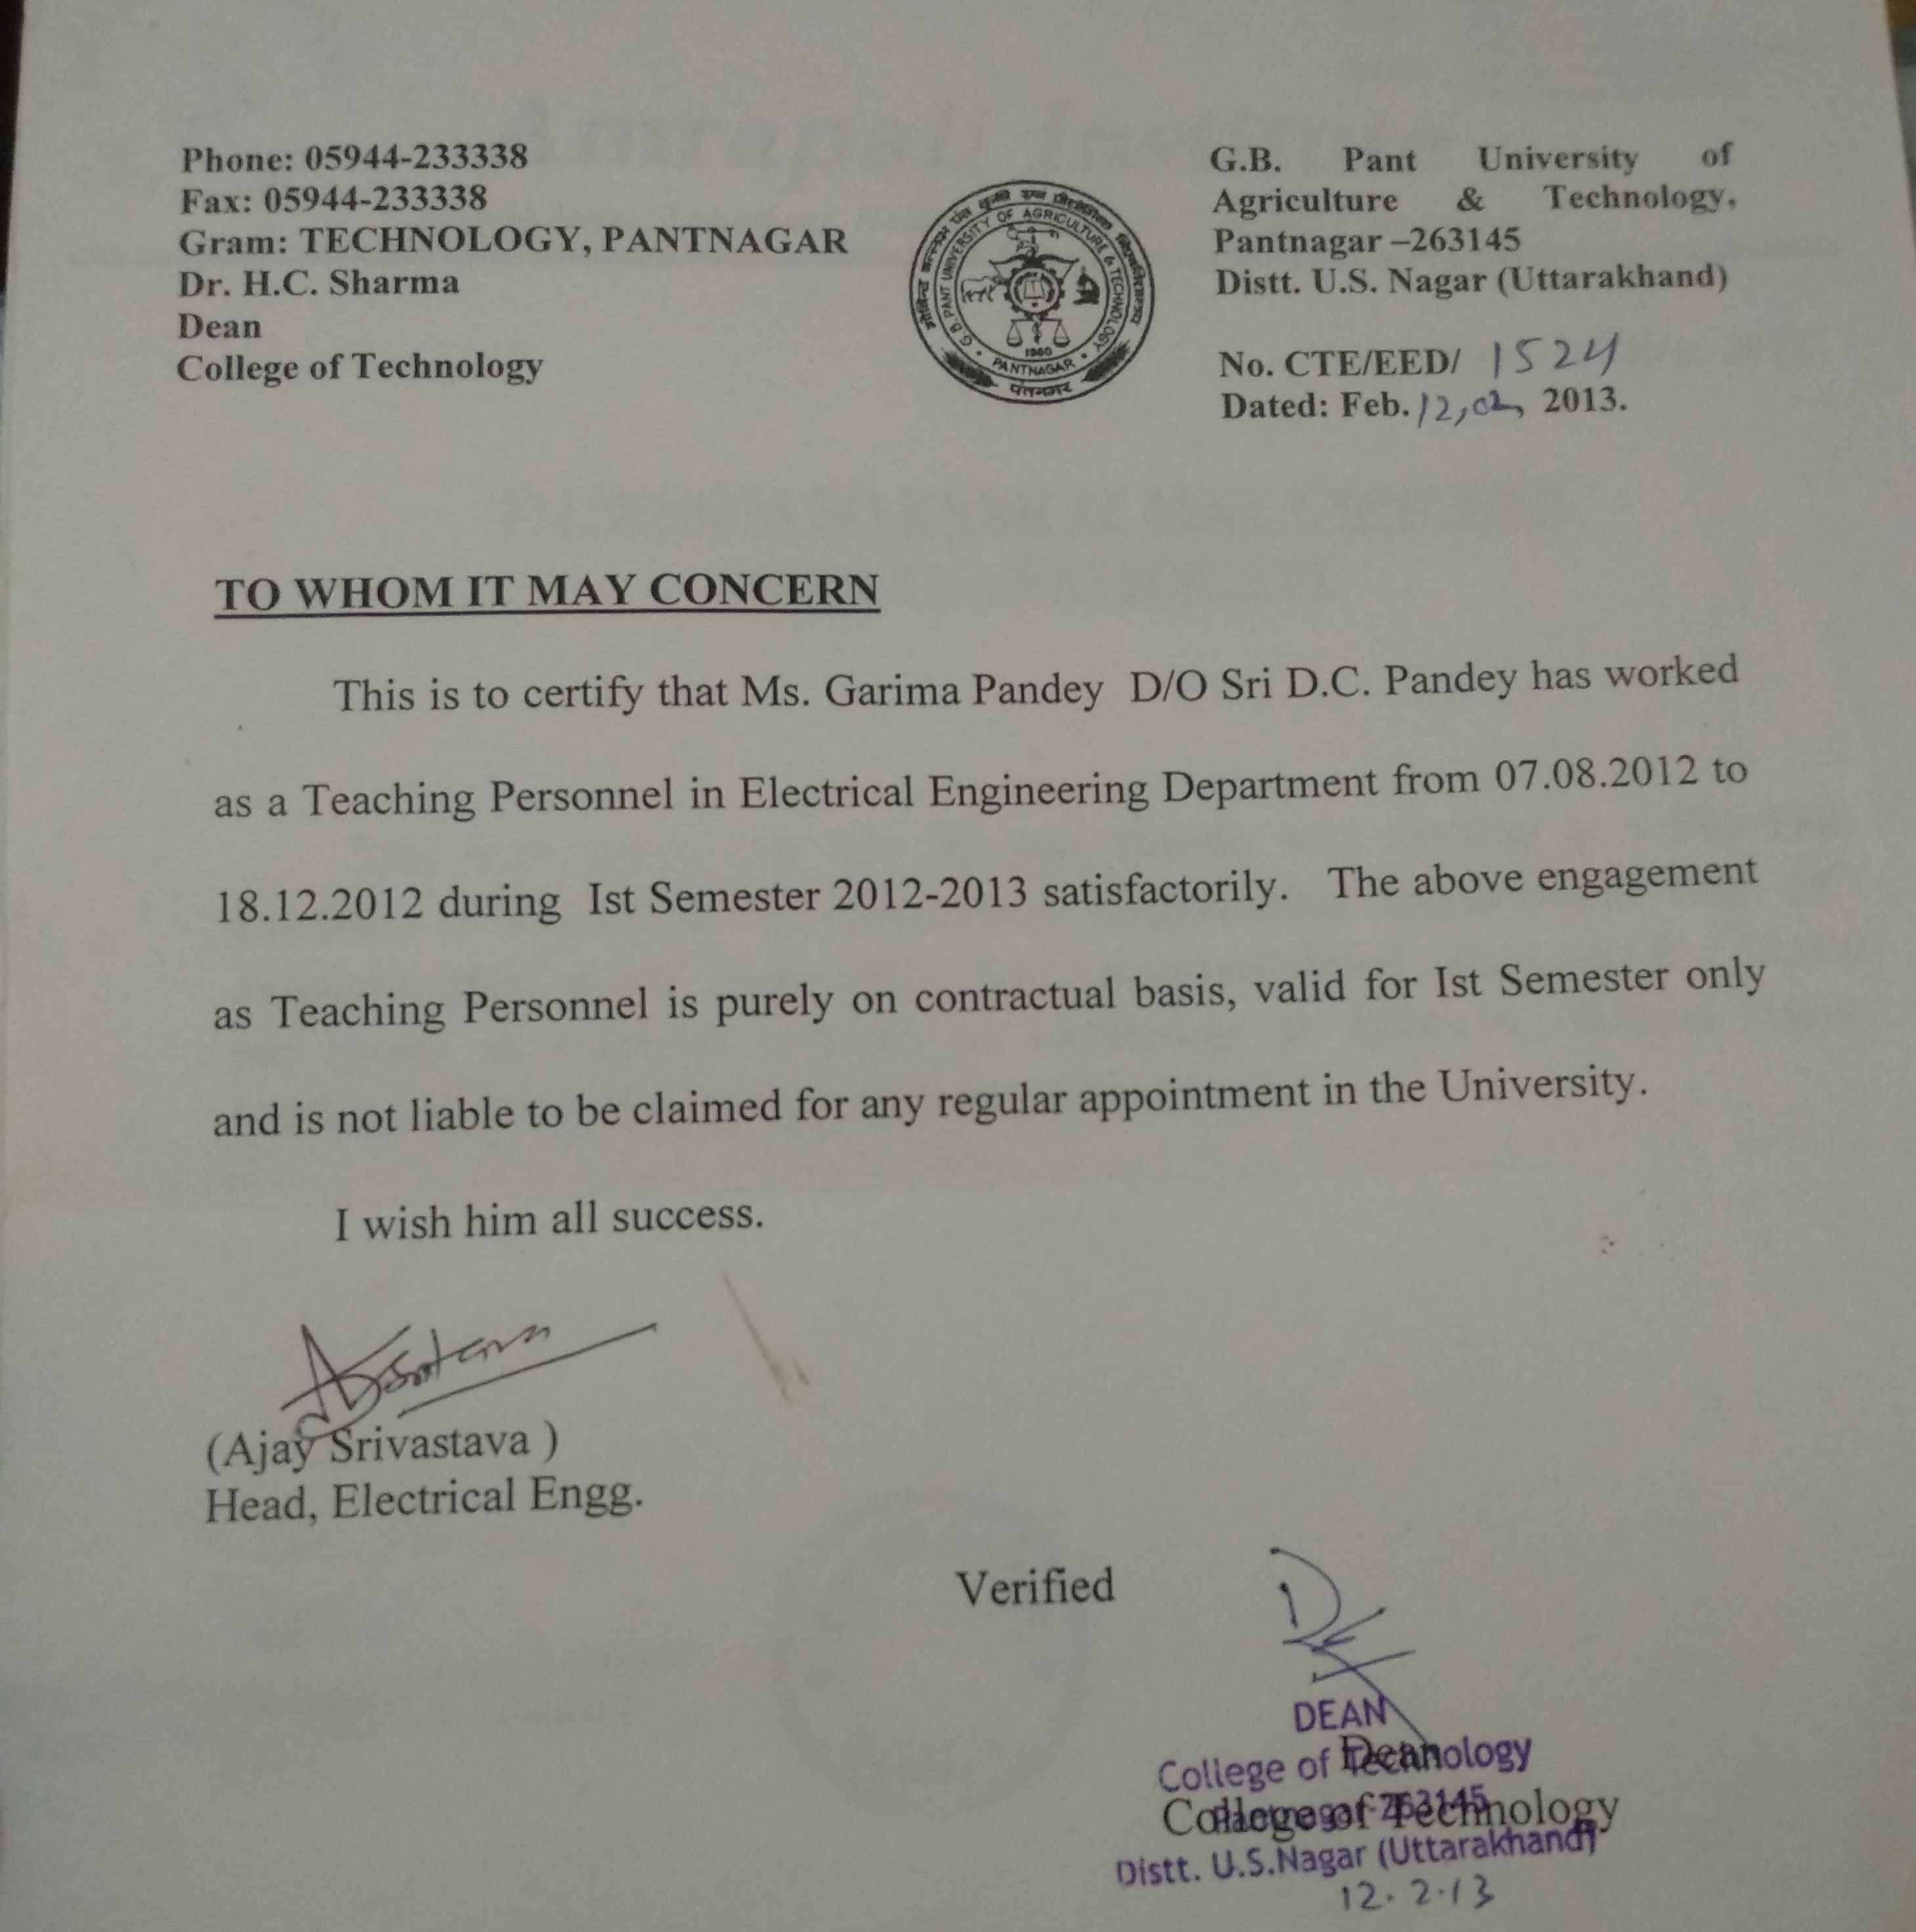 Phone: 05944-233338
Fax: 05944-233338
Gram: TECHNOLOGY, PANTNAGAR
Dr. H.C. Sharma
Dean
College of Technology
G.B. PANT UNIVERSITY OF AGRICULTURE & TECHNOLOGY
1960
PANTNAGAR
पंतनगर
G.B. Pant University of
Agriculture & Technology,
Pantnagar –263145
Distt. U.S. Nagar (Uttarakhand)
No. CTE/EED/ 1524
Dated: Feb. 12,02, 2013.
TO WHOM IT MAY CONCERN
This is to certify that Ms. Garima Pandey D/O Sri D.C. Pandey has worked
as a Teaching Personnel in Electrical Engineering Department from 07.08.2012 to
18.12.2012 during Ist Semester 2012-2013 satisfactorily. The above engagement
as Teaching Personnel is purely on contractual basis, valid for Ist Semester only
and is not liable to be claimed for any regular appointment in the University.
I wish him all success.
(Ajay Srivastava )
Head, Electrical Engg.
Verified
DEAN
College of Technology
Pantnagar-263145
Distt. U.S.Nagar (Uttarakhand)
Dean
College of Technology
12.2.13